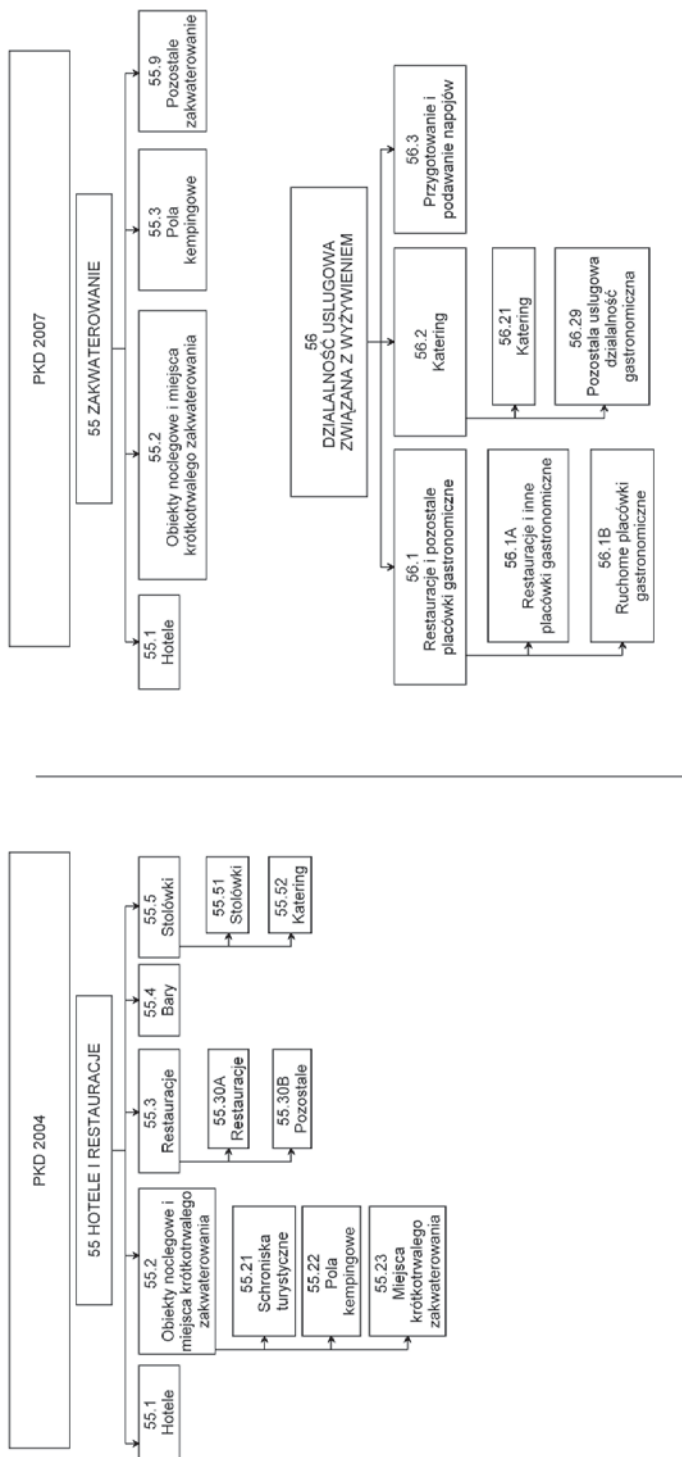 PKD 2004
55 HOTELE I RESTAURACJE
55.1
Hotele
55.2
Obiekty noclegowe i
miejsca krótkotrwałego
zakwaterowania
55.21
Schroniska
turystyczne
55.22
Pola
kempingowe
55.23
Miejsca
krótkotrwałego
zakwaterowania
55.3
Restauracje
55.30A
Restauracje
55.30B
Pozostałe
55.4
Bary
55.5
Stołówki
55.51
Stołówki
55.52
Katering
PKD 2007
55 ZAKWATEROWANIE
55.1
Hotele
55.2
Obiekty noclegowe i miejsca
krótkotrwałego zakwaterowania
55.3
Pola
kempingowe
55.9
Pozostałe
zakwaterowanie
56
DZIAŁALNOŚĆ USŁUGOWA
ZWIĄZANA Z WYŻYWIENIEM
56.1
Restauracje i pozostałe
placówki gastronomiczne
56.1A
Restauracje i inne
placówki gastronomiczne
56.1B
Ruchome placówki
gastronomiczne
56.2
Katering
56.21
Katering
56.29
Pozostała usługowa
działalność
gastronomiczna
56.3
Przygotowanie i
podawanie napojów